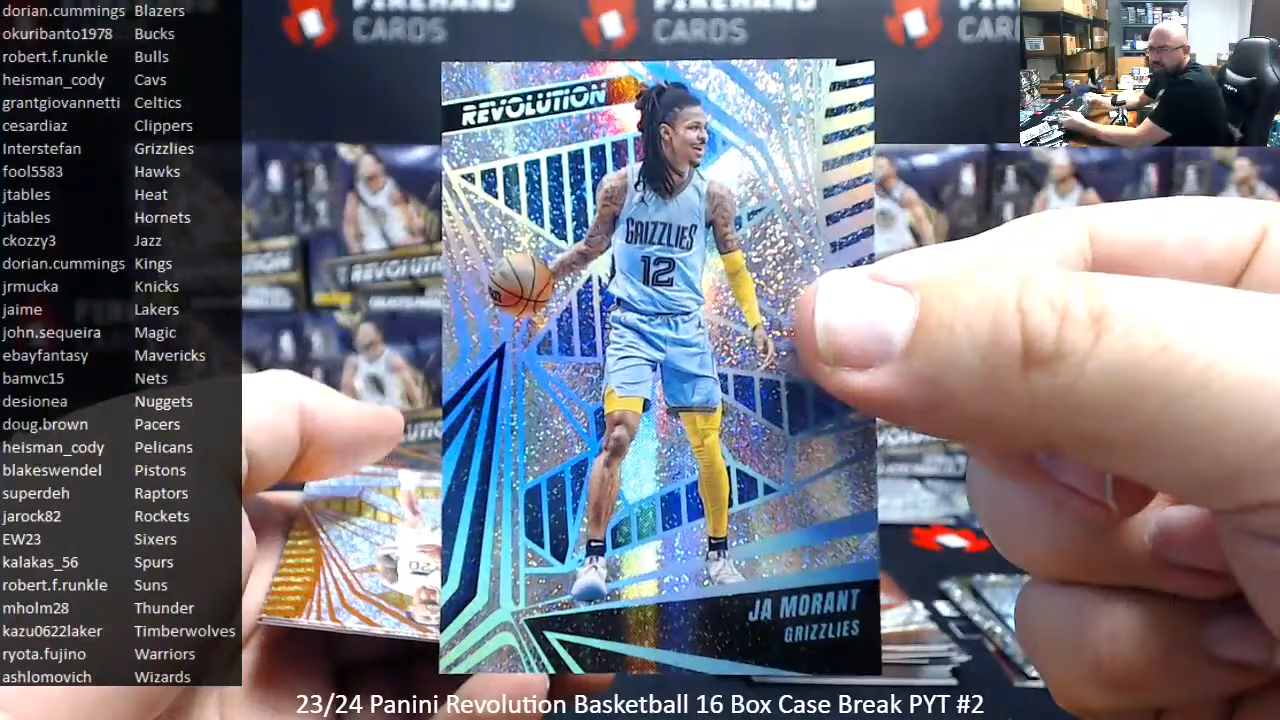 dorian.cummings Blazers
okuribanto1978 Bucks
robert.f.runkle Bulls
heisman_cody Cavs
grantgiovannetti Celtics
cesardiaz Clippers
Interstefan Grizzlies
fool5583 Hawks
jtables Heat
jtables Hornets
ckozzy3 Jazz
dorian.cummings Kings
jrmucka Knicks
jaime Lakers
john.sequeira Magic
ebayfantasy Mavericks
bamvc15 Nets
desionea Nuggets
doug.brown Pacers
heisman_cody Pelicans
blakeswendel Pistons
superdeh Raptors
jarock82 Rockets
EW23 Sixers
kalakas_56 Spurs
robert.f.runkle Suns
mholm28 Thunder
kazu0622laker Timberwolves
ryota.fujino Warriors
ashlomovich Wizards
FIREHAND
CARDS
FIREHAND
CARDS
REVOLUTION
GRIZZLIES
12
JA MORANT
GRIZZLIES
REVOLUTION
20
23/24 Panini Revolution Basketball 16 Box Case Break PYT #2